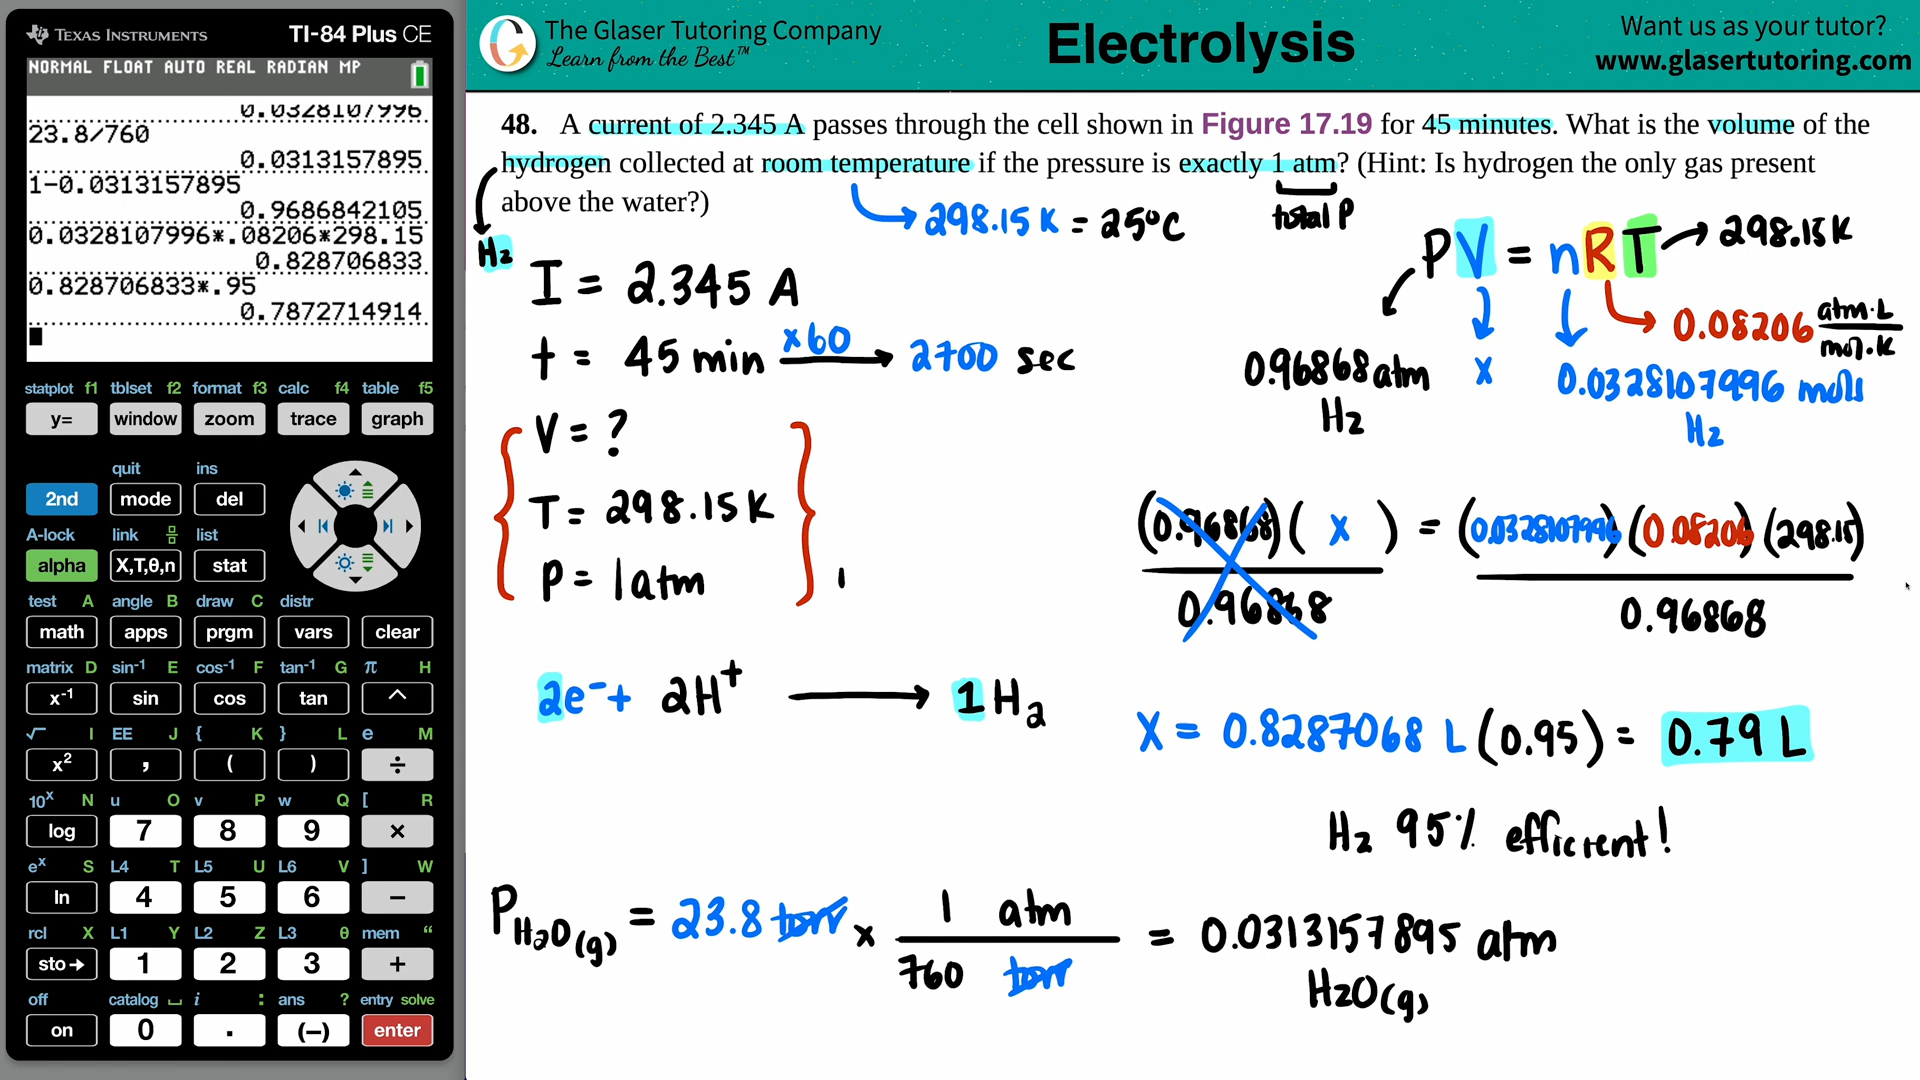 TEXAS INSTRUMENTS TI-84 Plus CE
NORMAL FLOAT AUTO REAL RADIAN MP
0.0328107996
23.8/760
0.0313157895
1-0.0313157895
0.9686842105
0.0328107996*.08206*298.15
0.828706833
0.828706833*.95
0.7872714914
statplot f1 tblset f2 format f3 calc f4 table f5
y= window zoom trace graph
quit ins
2nd mode del
A-lock link list
alpha X,T,θ,n stat
test A angle B draw C distr
math apps prgm vars clear
matrix D sin⁻¹ E cos⁻¹ F tan⁻¹ G π H
x⁻¹ sin cos tan ^
√ I EE J { K } L e M
x² , ( ) ÷
10ˣ N u O v P w Q [ R
log 7 8 9 ×
eˣ S L4 T L5 U L6 V ] W
ln 4 5 6 −
rcl X L1 Y L2 Z L3 θ mem “
sto→ 1 2 3 +
off catalog ⎵ i : ans ? entry solve
on 0 . (−) enter
The Glaser Tutoring Company
Learn from the Best™
Electrolysis
Want us as your tutor?
www.glasertutoring.com
48. A current of 2.345 A passes through the cell shown in Figure 17.19 for 45 minutes. What is the volume of the
hydrogen collected at room temperature if the pressure is exactly 1 atm? (Hint: Is hydrogen the only gas present
above the water?)
H₂
298.15 K = 25°C
total P
I = 2.345 A
t = 45 min ×60 → 2700 sec
V = ?
T = 298.15 K
P = 1 atm
2e⁻ + 2H⁺ → 1 H₂
PV = nRT → 298.15 K
0.08206 atm·L / mol·K
0.96868 atm H₂
x
0.0328107996 mols H₂
(0.96868)( x ) = (0.0328107996)(0.08206)(298.15)
0.96868 0.96868
X = 0.8287068 L (0.95) = 0.79 L
H₂ 95% efficient!
P H₂O(g) = 23.8 torr × 1 atm / 760 torr = 0.0313157895 atm
H₂O(g)